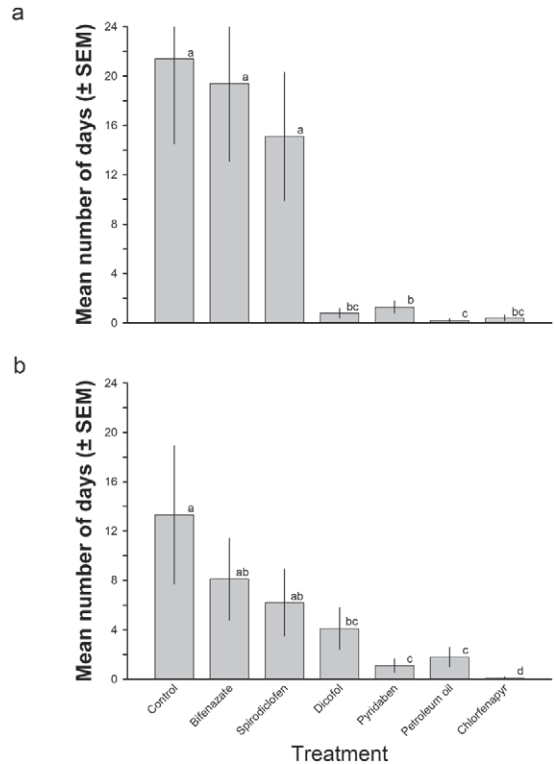 a
Mean number of days (± SEM)
24
20
16
12
8
4
0
a
a
a
bc
b
c
bc
b
Mean number of days (± SEM)
24
20
16
12
8
4
0
a
ab
ab
bc
c
c
d
Control
Bifenazate
Spirodiclofen
Dicofol
Pyridaben
Petroleum oil
Chlorfenapyr
Treatment